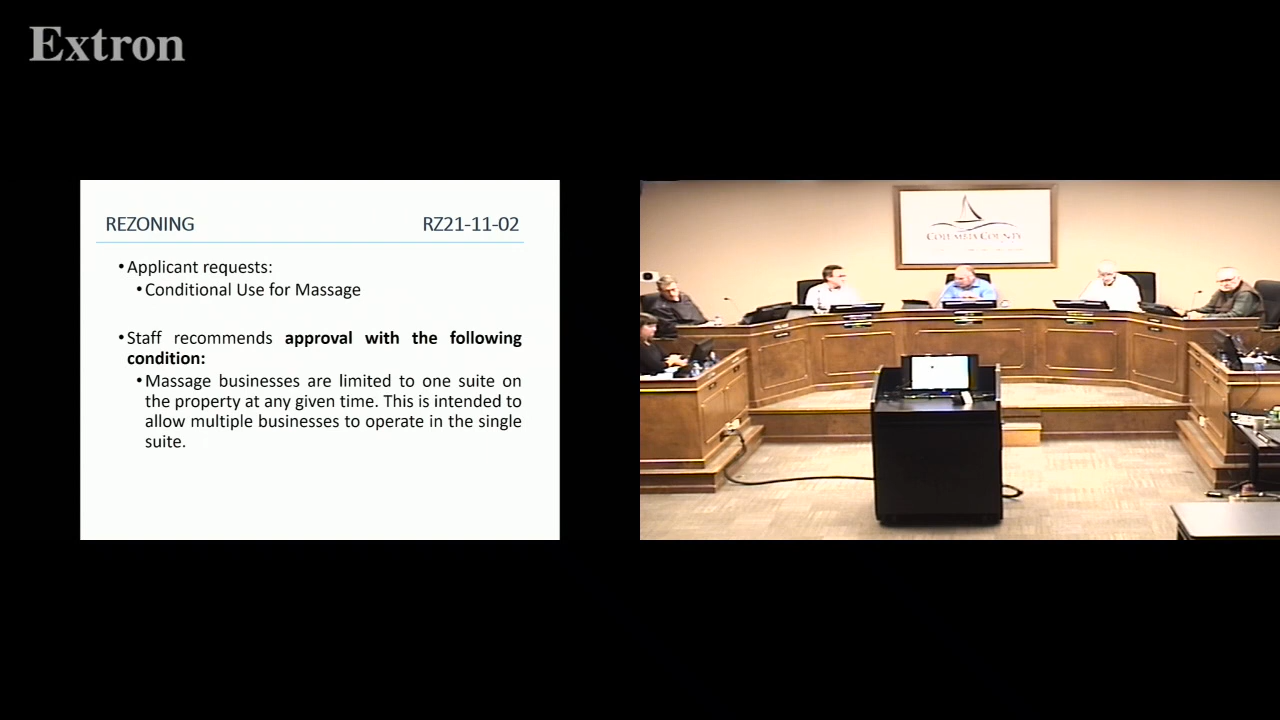 Extron
REZONING RZ21-11-02
•Applicant requests:
•Conditional Use for Massage
•Staff recommends approval with the following
condition:
•Massage businesses are limited to one suite on
the property at any given time. This is intended to
allow multiple businesses to operate in the single
suite.
COLUMBIA COUNTY